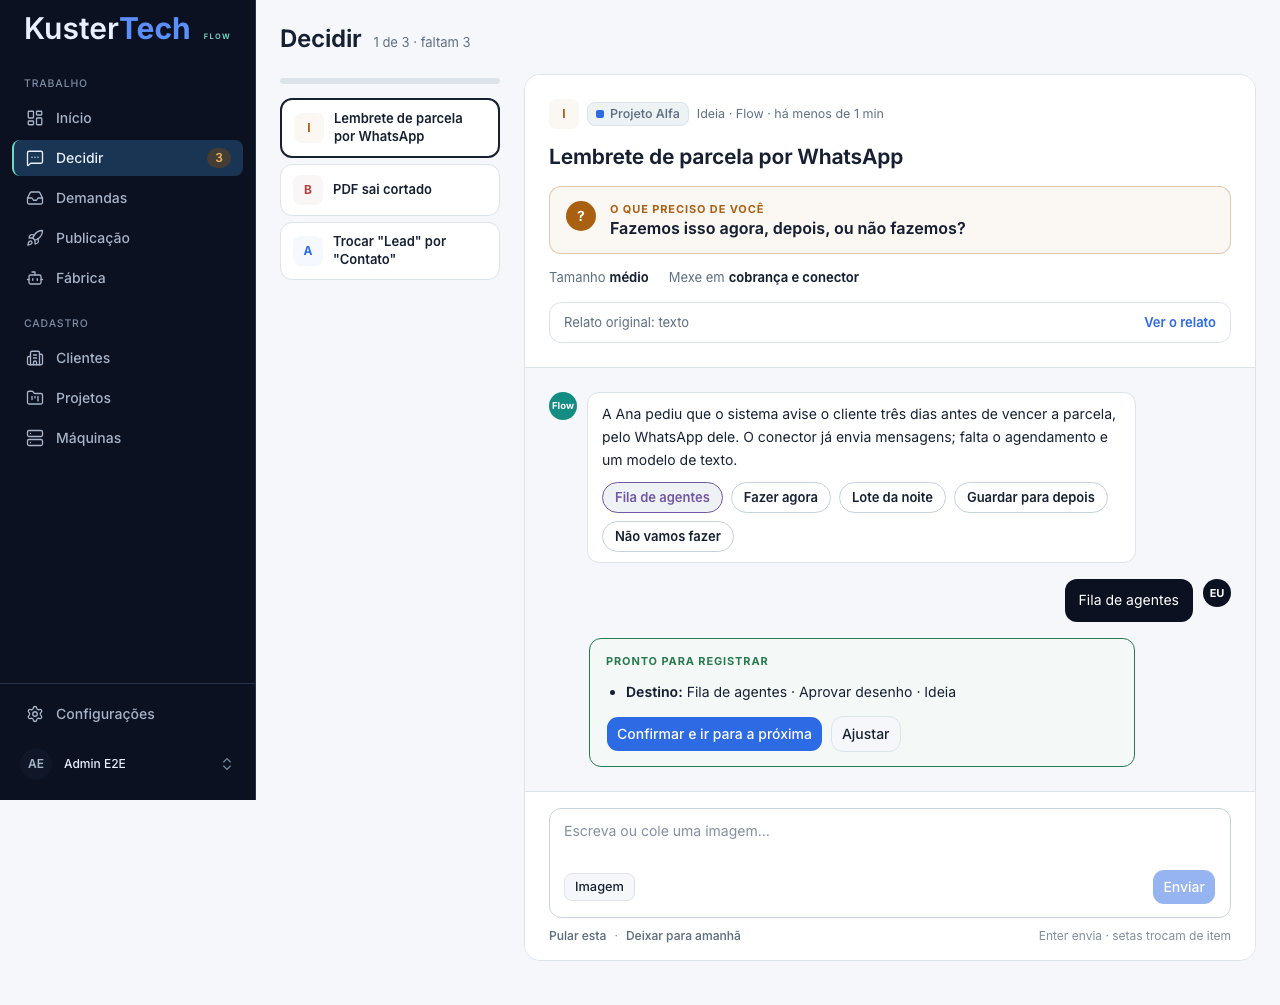 KusterTech FLOW
TRABALHO
Início
Decidir 3
Demandas
Publicação
Fábrica
CADASTRO
Clientes
Projetos
Máquinas
Configurações
AE Admin E2E
Decidir 1 de 3 · faltam 3
I Lembrete de parcela
por WhatsApp
B PDF sai cortado
A Trocar "Lead" por
"Contato"
I Projeto Alfa Ideia · Flow · há menos de 1 min
Lembrete de parcela por WhatsApp
? O QUE PRECISO DE VOCÊ
Fazemos isso agora, depois, ou não fazemos?
Tamanho médio Mexe em cobrança e conector
Relato original: texto Ver o relato
Flow
A Ana pediu que o sistema avise o cliente três dias antes de vencer a parcela,
pelo WhatsApp dele. O conector já envia mensagens; falta o agendamento e
um modelo de texto.
Fila de agentes Fazer agora Lote da noite Guardar para depois
Não vamos fazer
Fila de agentes EU
PRONTO PARA REGISTRAR
• Destino: Fila de agentes · Aprovar desenho · Ideia
Confirmar e ir para a próxima Ajustar
Escreva ou cole uma imagem...
Imagem Enviar
Pular esta · Deixar para amanhã Enter envia · setas trocam de item